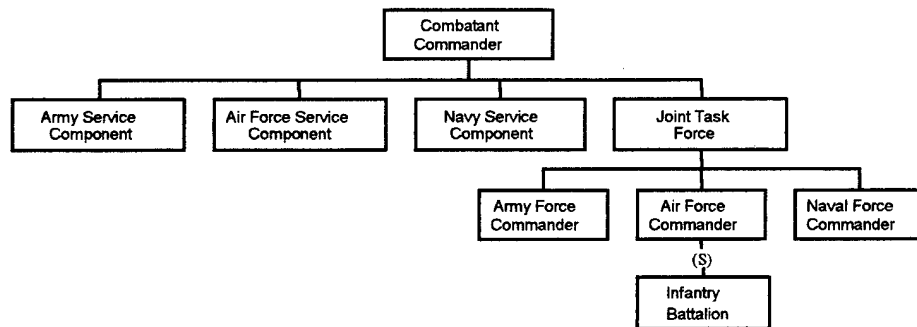 Combatant
Commander
Army Service
Component
Air Force Service
Component
Navy Service
Component
Joint Task
Force
Army Force
Commander
Air Force
Commander
Naval Force
Commander
(S)
Infantry
Battalion